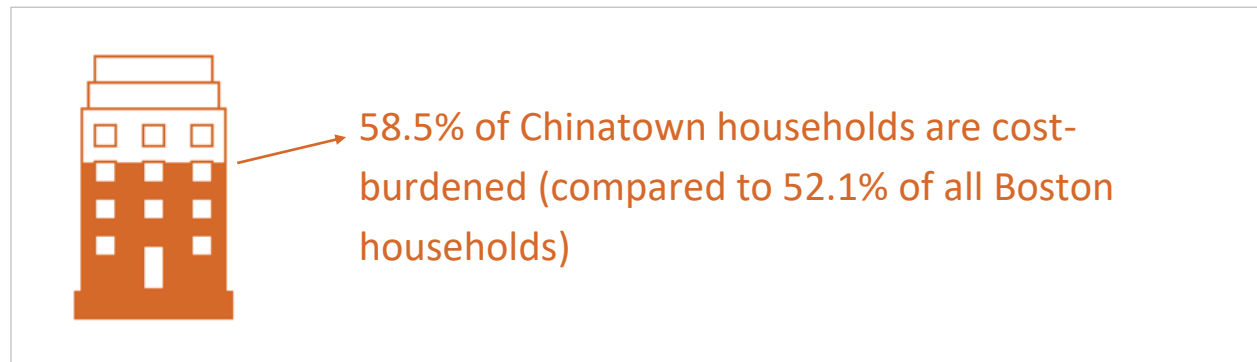 58.5% of Chinatown households are cost-
burdened (compared to 52.1% of all Boston
households)